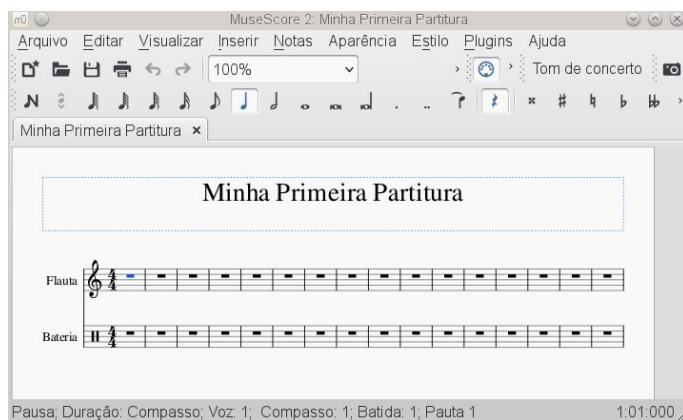 MuseScore 2: Minha Primeira Partitura
Arquivo Editar Visualizar Inserir Notas Aparência Estilo Plugins Ajuda
100% Tom de concerto
Minha Primeira Partitura
Minha Primeira Partitura
Flauta
Bateria
Pausa; Duração: Compasso; Voz: 1; Compasso: 1; Batida: 1; Pauta 1 1:01:000